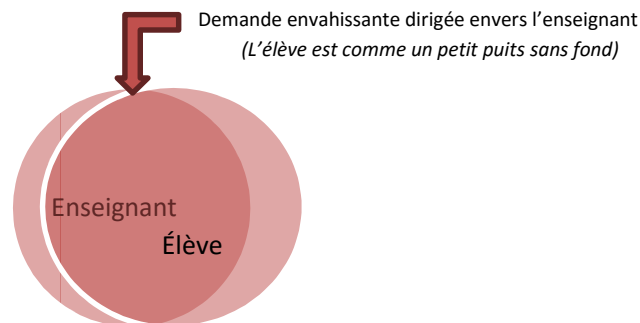 Demande envahissante dirigée envers l’enseignant
(L’élève est comme un petit puits sans fond)
Enseignant
Élève